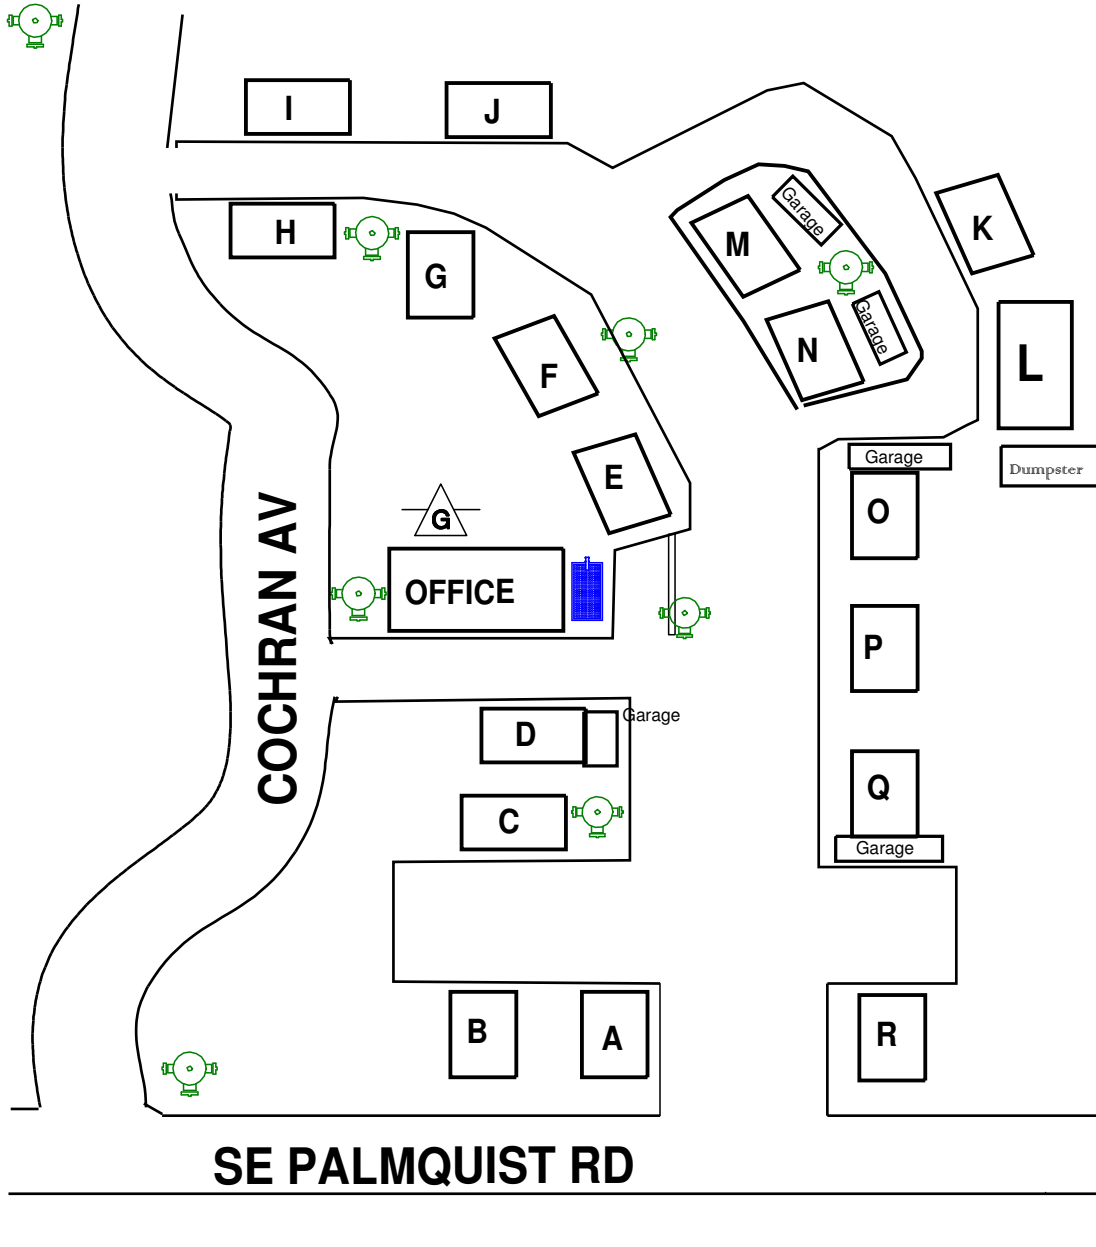 I
J
H
G
M
Garage
K
F
N
Garage
L
E
Garage
Dumpster
O
G
OFFICE
COCHRAN AV
P
D
Garage
C
Q
Garage
B
A
R
SE PALMQUIST RD